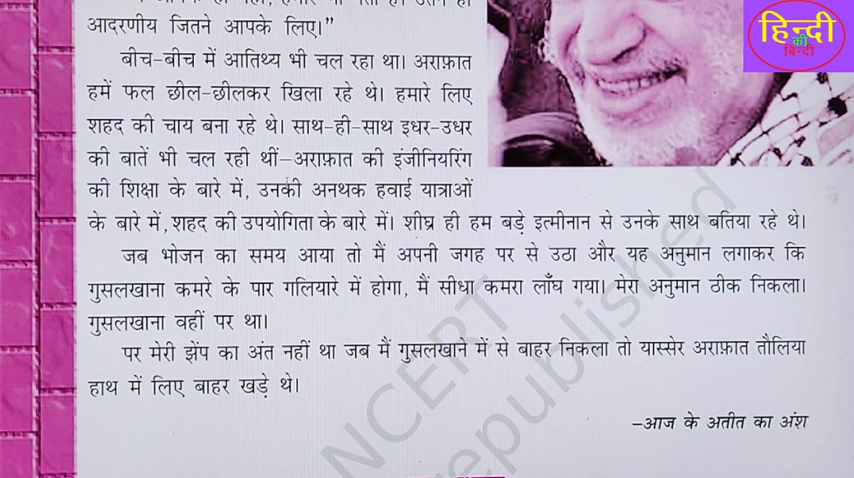 आदरणीय जितने आपके लिए।”
बीच-बीच में आतिथ्य भी चल रहा था। अराफ़ात
हमें फल छील-छीलकर खिला रहे थे। हमारे लिए
शहद की चाय बना रहे थे। साथ-ही-साथ इधर-उधर
की बातें भी चल रही थीं–अराफ़ात की इंजीनियरिंग
की शिक्षा के बारे में, उनकी अनथक हवाई यात्राओं
के बारे में, शहद की उपयोगिता के बारे में। शीघ्र ही हम बड़े इत्मीनान से उनके साथ बतिया रहे थे।
जब भोजन का समय आया तो मैं अपनी जगह पर से उठा और यह अनुमान लगाकर कि
गुसलखाना कमरे के पार गलियारे में होगा, मैं सीधा कमरा लाँघ गया। मेरा अनुमान ठीक निकला।
गुसलखाना वहीं पर था।
पर मेरी झेंप का अंत नहीं था जब मैं गुसलखाने में से बाहर निकला तो यास्सेर अराफ़ात तौलिया
हाथ में लिए बाहर खड़े थे।
–आज के अतीत का अंश
हिन्दी
की
बिन्दी
NCERT
republished